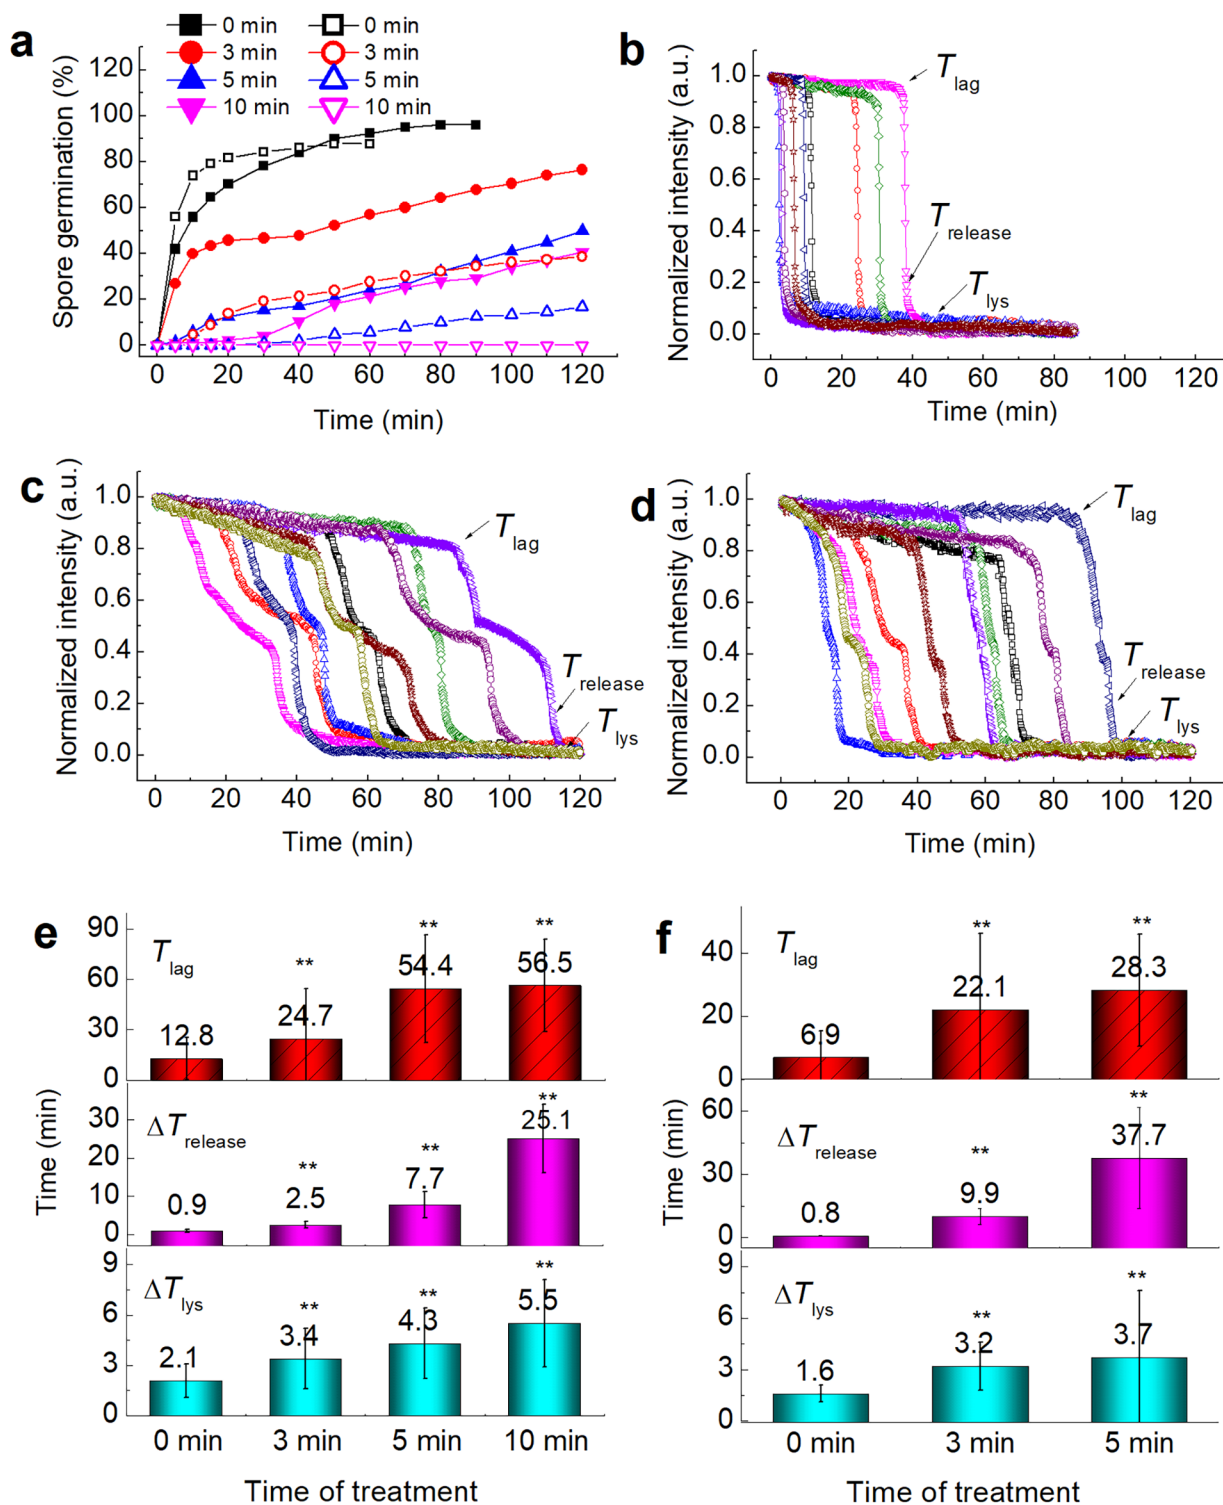 a
0 min 0 min
3 min 3 min
5 min 5 min
10 min 10 min
Spore germination (%)
120
100
80
60
40
20
0
0 20 40 60 80 100 120
Time (min)
b
Normalized intensity (a.u.)
1.0
0.8
0.6
0.4
0.2
0.0
T lag
T release
T lys
0 20 40 60 80 100 120
Time (min)
c
Normalized intensity (a.u.)
1.0
0.8
0.6
0.4
0.2
0.0
T lag
T release
T lys
0 20 40 60 80 100 120
Time (min)
d
Normalized intensity (a.u.)
1.0
0.8
0.6
0.4
0.2
0.0
T lag
T release
T lys
0 20 40 60 80 100 120
Time (min)
e
Time (min)
90
60
30
0
T lag
** ** **
12.8 24.7 54.4 56.5
30
20
10
0
ΔT release
** ** **
0.9 2.5 7.7 25.1
9
6
3
0
ΔT lys
** ** **
2.1 3.4 4.3 5.5
0 min 3 min 5 min 10 min
Time of treatment
f
Time (min)
40
20
0
T lag
** **
6.9 22.1 28.3
60
30
0
ΔT release
** **
0.8 9.9 37.7
9
6
3
0
ΔT lys
** **
1.6 3.2 3.7
0 min 3 min 5 min
Time of treatment